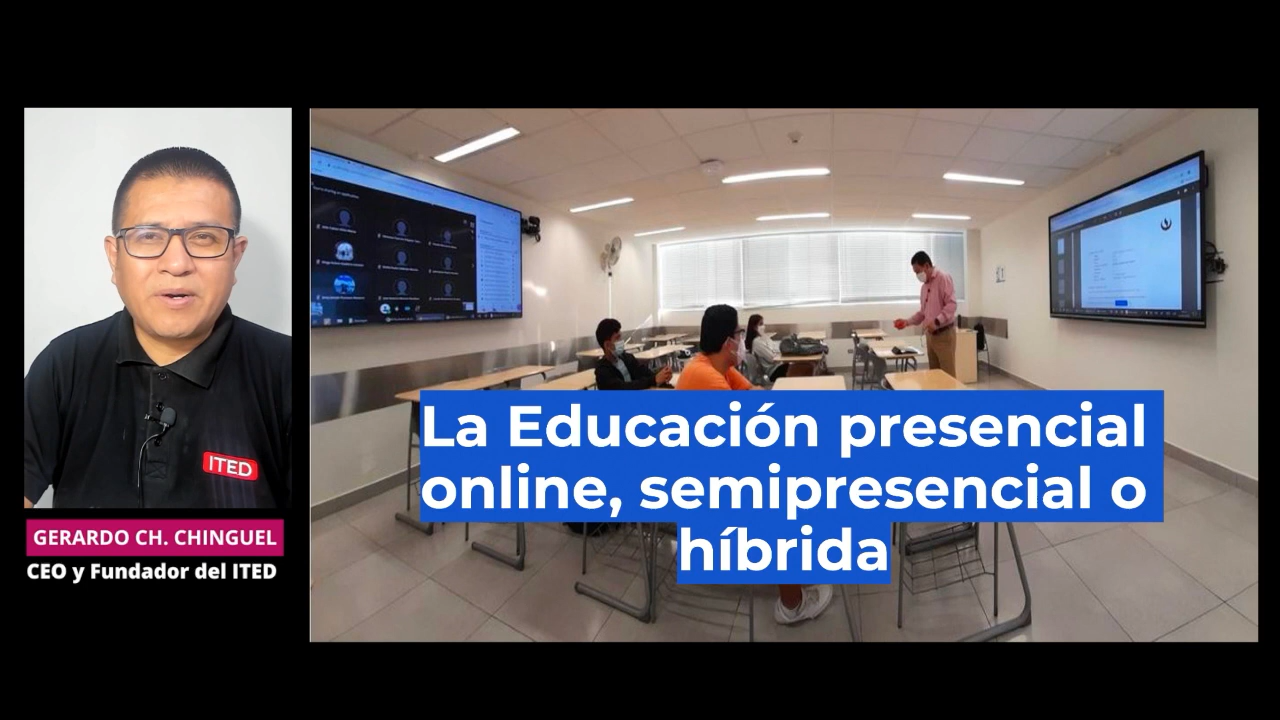 ITED
GERARDO CH. CHINGUEL
CEO y Fundador del ITED
La Educación presencial
online, semipresencial o
híbrida